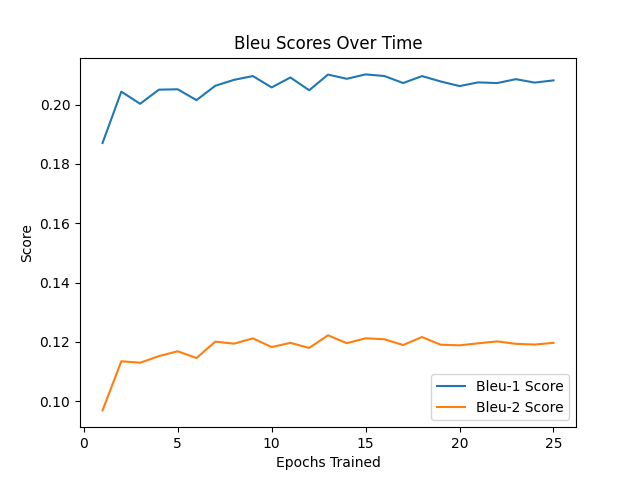 Bleu Scores Over Time
Score
0.20
0.18
0.16
0.14
0.12
0.10
Bleu-1 Score
Bleu-2 Score
0 5 10 15 20 25
Epochs Trained